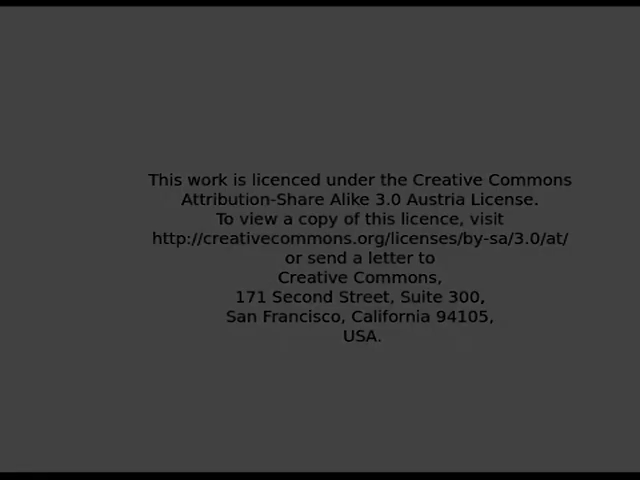 This work is licenced under the Creative Commons
Attribution-Share Alike 3.0 Austria License.
To view a copy of this licence, visit
http://creativecommons.org/licenses/by-sa/3.0/at/
or send a letter to
Creative Commons,
171 Second Street, Suite 300,
San Francisco, California 94105,
USA.